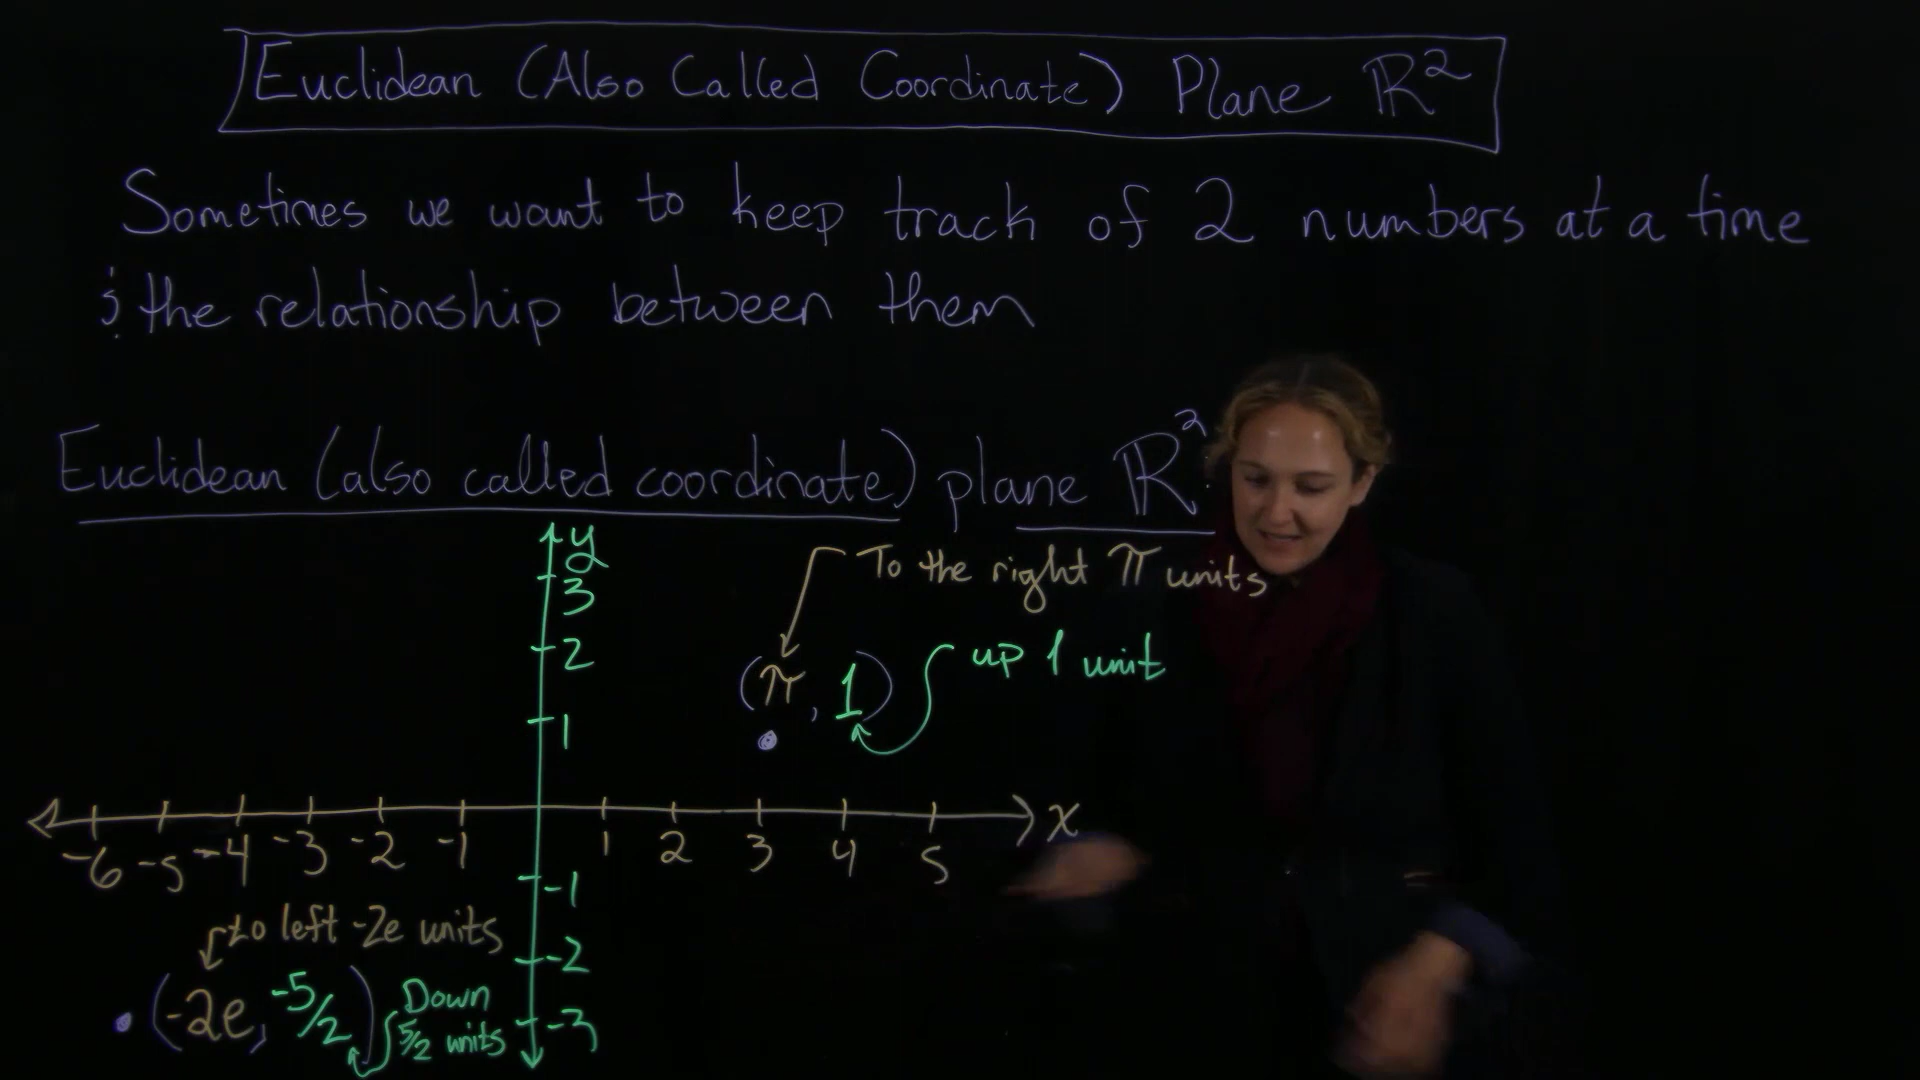 Euclidean (Also Called Coordinate) Plane ℝ²
Sometimes we want to keep track of 2 numbers at a time
& the relationship between them
Euclidean (also called coordinate) plane ℝ²
y
3
2
1
To the right π units
(π, 1)
up 1 unit
x
-6 -5 -4 -3 -2 -1 1 2 3 4 5
-1
-2
-3
to left -2e units
(-2e, -5/2)
Down
5/2 units